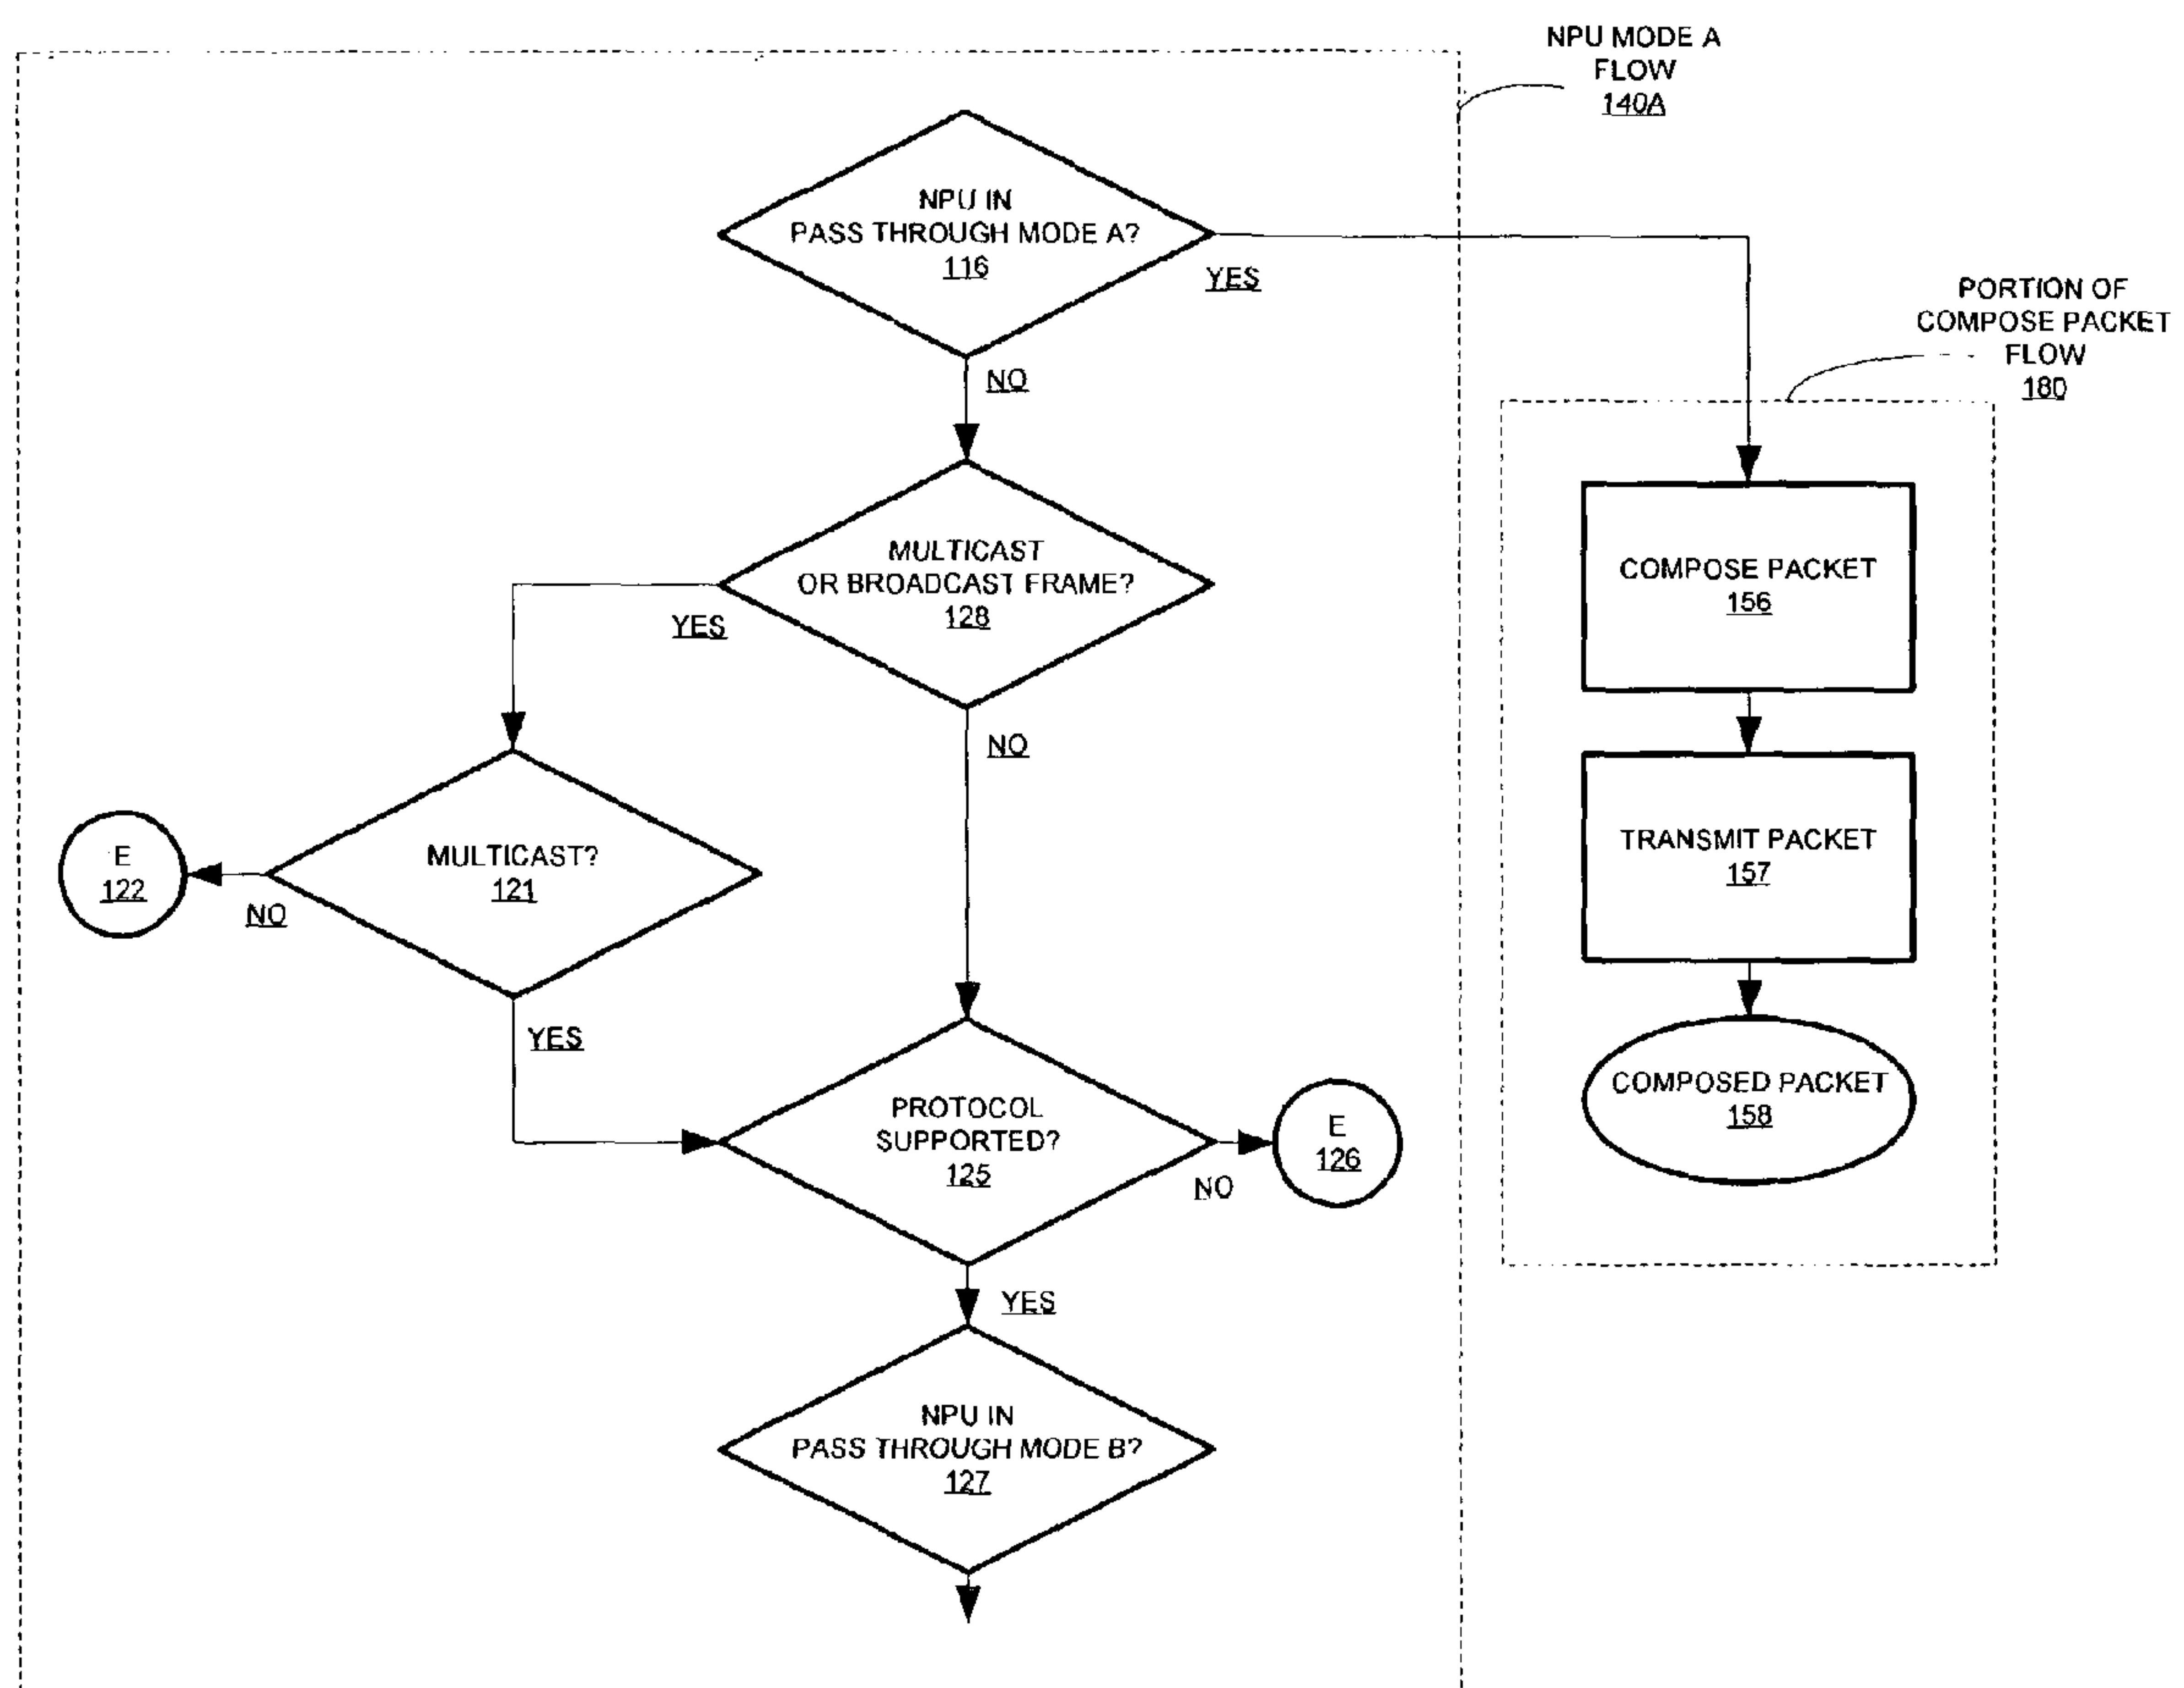 NPU MODE A
FLOW
140A
NPU IN
PASS THROUGH MODE A?
116
YES
NO
PORTION OF
COMPOSE PACKET
FLOW
180
MULTICAST
OR BROADCAST FRAME?
128
YES
NO
COMPOSE PACKET
156
MULTICAST?
121
NO
YES
E
122
TRANSMIT PACKET
157
PROTOCOL
SUPPORTED?
125
NO
YES
E
126
COMPOSED PACKET
158
NPU IN
PASS THROUGH MODE B?
127